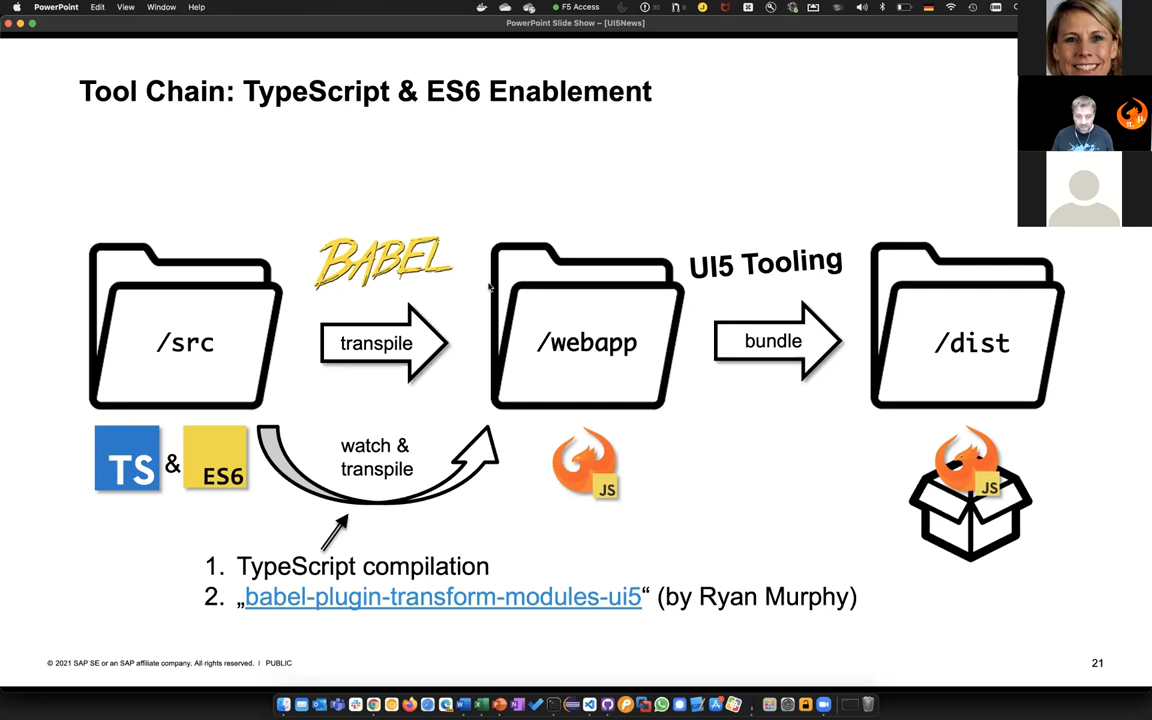 PowerPoint Edit View Window Help
F5 Access
PowerPoint Slide Show – [UI5News]
Tool Chain: TypeScript & ES6 Enablement
BABEL
UI5 Tooling
/src
transpile
/webapp
bundle
/dist
TS & ES6
watch &
transpile
JS
JS
1. TypeScript compilation
2. „babel-plugin-transform-modules-ui5“ (by Ryan Murphy)
© 2021 SAP SE or an SAP affiliate company. All rights reserved. | PUBLIC
21